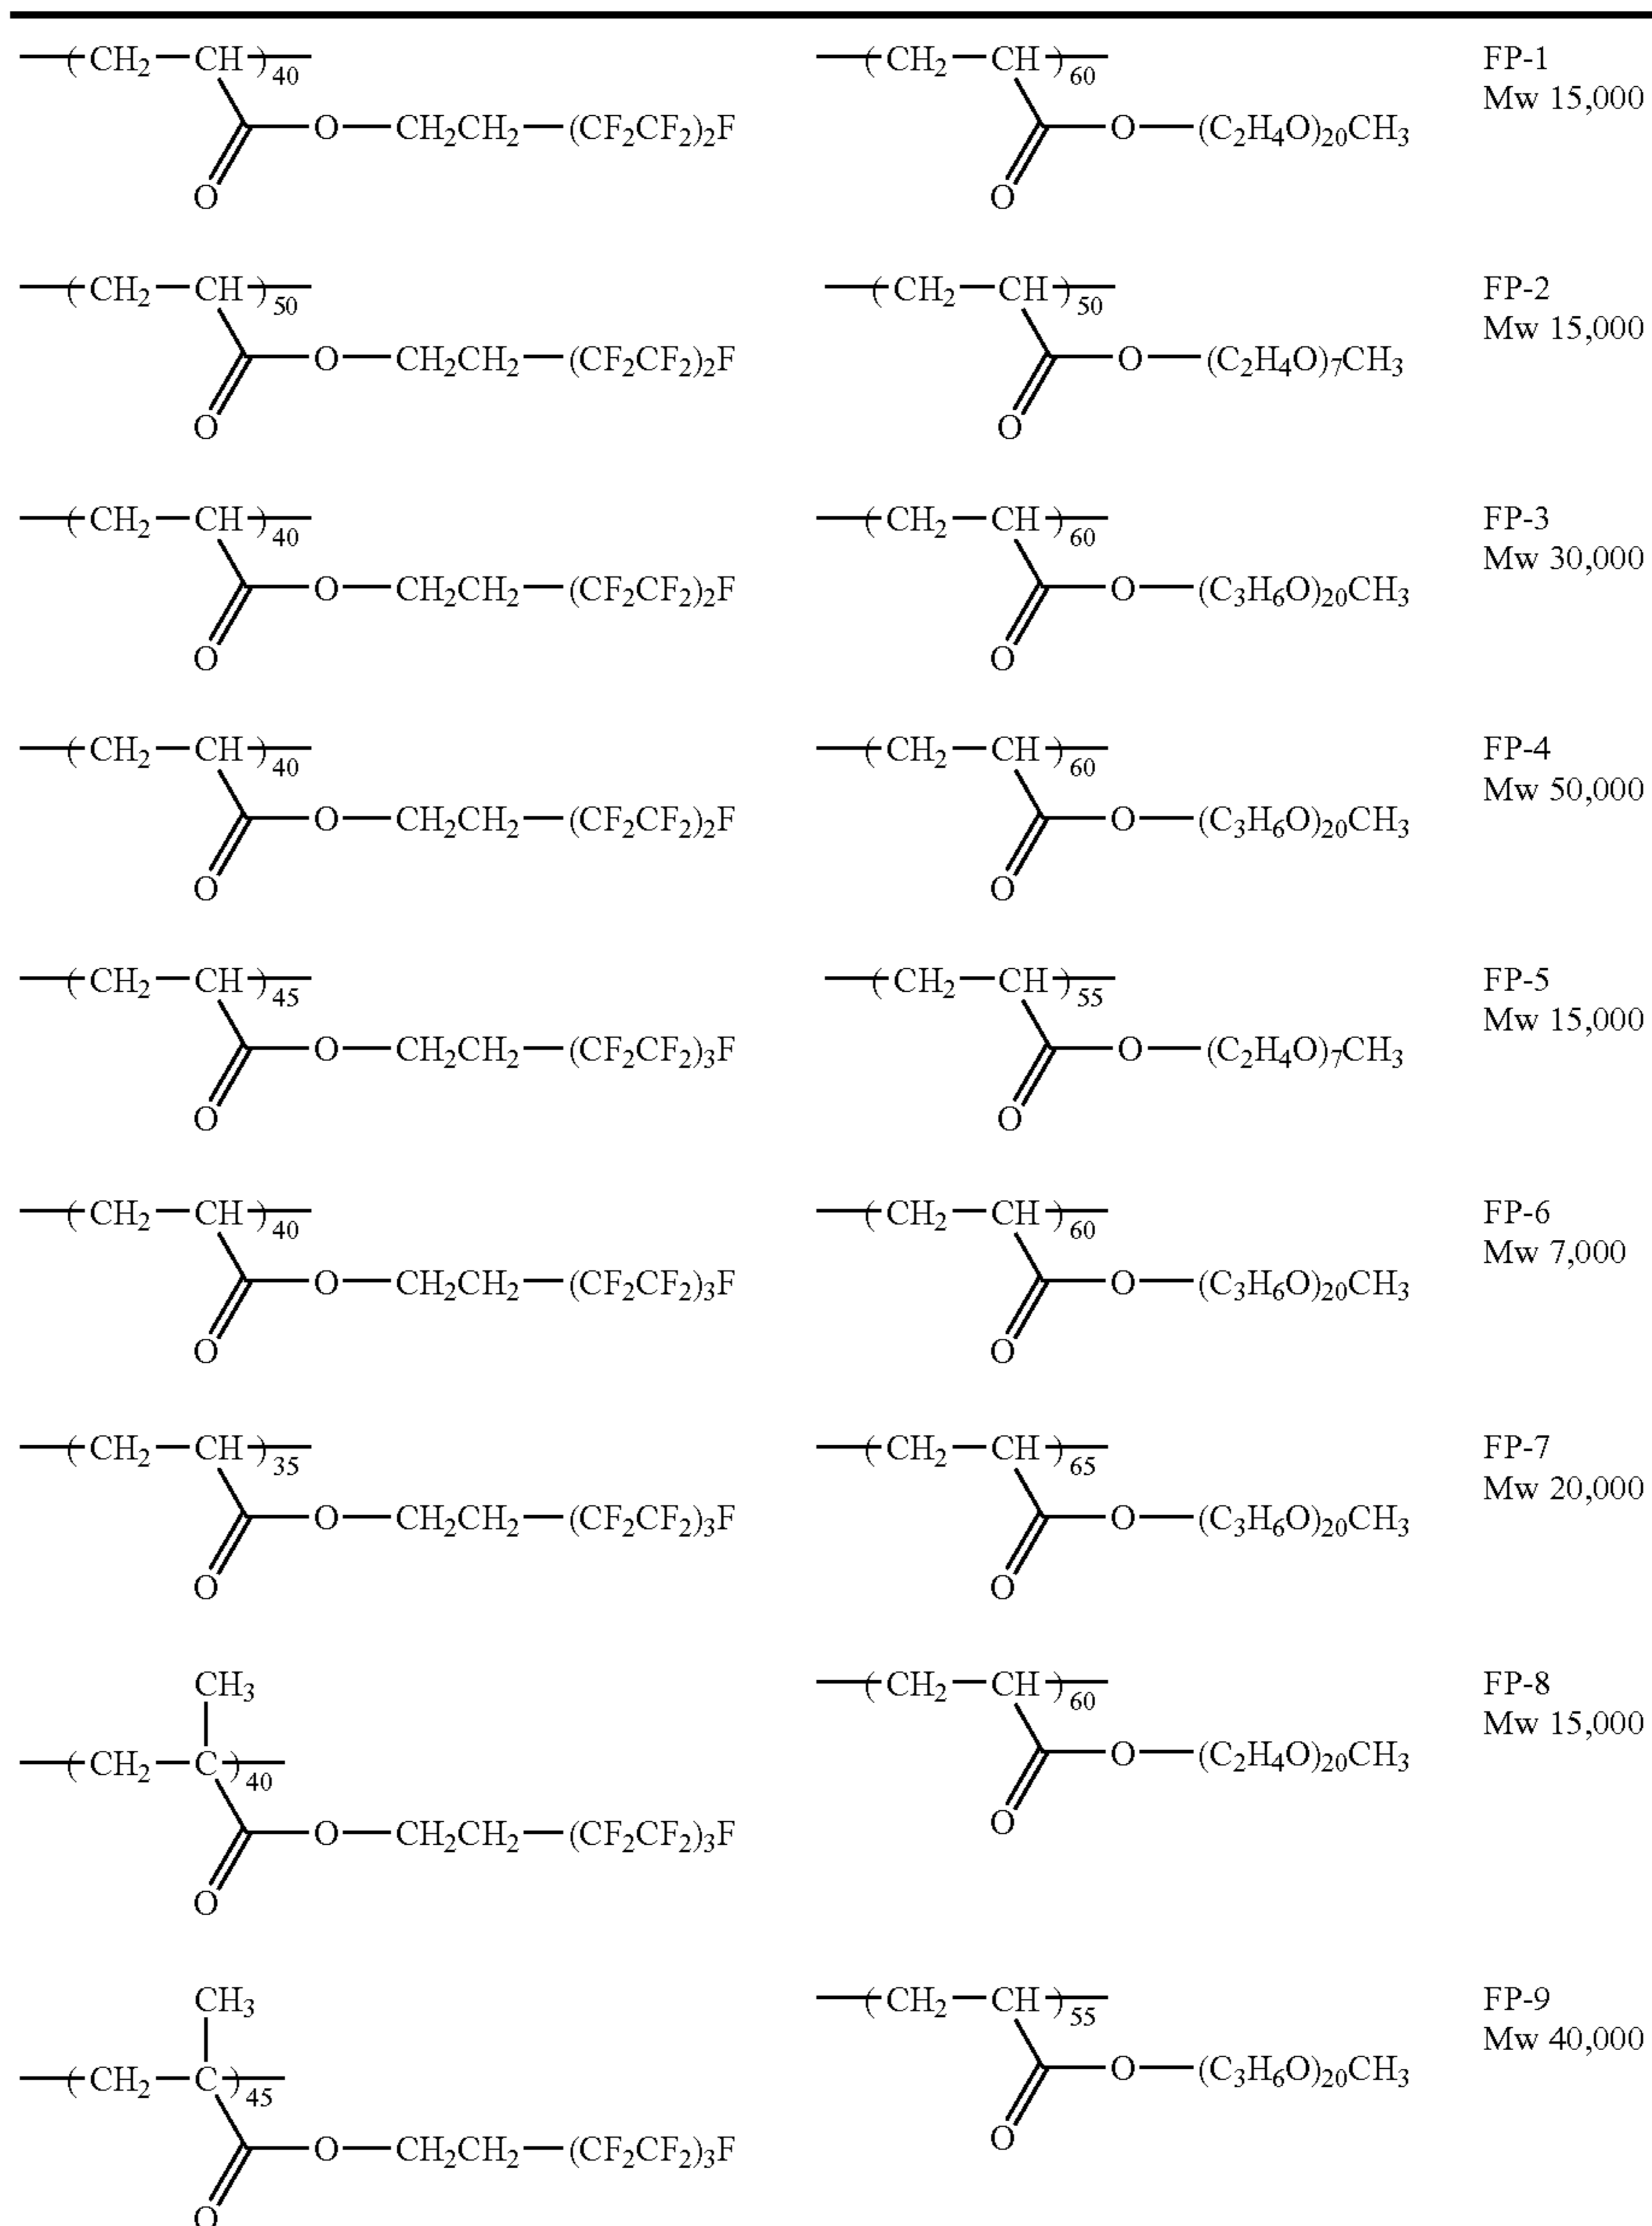 —(CH₂—CH)₄₀— —(CH₂—CH)₆₀— FP-1
Mw 15,000
O—CH₂CH₂—(CF₂CF₂)₂F O—(C₂H₄O)₂₀CH₃
O O
—(CH₂—CH)₅₀— —(CH₂—CH)₅₀— FP-2
Mw 15,000
O—CH₂CH₂—(CF₂CF₂)₂F O—(C₂H₄O)₇CH₃
O O
—(CH₂—CH)₄₀— —(CH₂—CH)₆₀— FP-3
Mw 30,000
O—CH₂CH₂—(CF₂CF₂)₂F O—(C₃H₆O)₂₀CH₃
O O
—(CH₂—CH)₄₀— —(CH₂—CH)₆₀— FP-4
Mw 50,000
O—CH₂CH₂—(CF₂CF₂)₂F O—(C₃H₆O)₂₀CH₃
O O
—(CH₂—CH)₄₅— —(CH₂—CH)₅₅— FP-5
Mw 15,000
O—CH₂CH₂—(CF₂CF₂)₃F O—(C₂H₄O)₇CH₃
O O
—(CH₂—CH)₄₀— —(CH₂—CH)₆₀— FP-6
Mw 7,000
O—CH₂CH₂—(CF₂CF₂)₃F O—(C₃H₆O)₂₀CH₃
O O
—(CH₂—CH)₃₅— —(CH₂—CH)₆₅— FP-7
Mw 20,000
O—CH₂CH₂—(CF₂CF₂)₃F O—(C₃H₆O)₂₀CH₃
O O
CH₃ —(CH₂—CH)₆₀— FP-8
Mw 15,000
—(CH₂—C)₄₀— O—(C₂H₄O)₂₀CH₃
O
O—CH₂CH₂—(CF₂CF₂)₃F
O
CH₃ —(CH₂—CH)₅₅— FP-9
Mw 40,000
—(CH₂—C)₄₅— O—(C₃H₆O)₂₀CH₃
O
O—CH₂CH₂—(CF₂CF₂)₃F
O